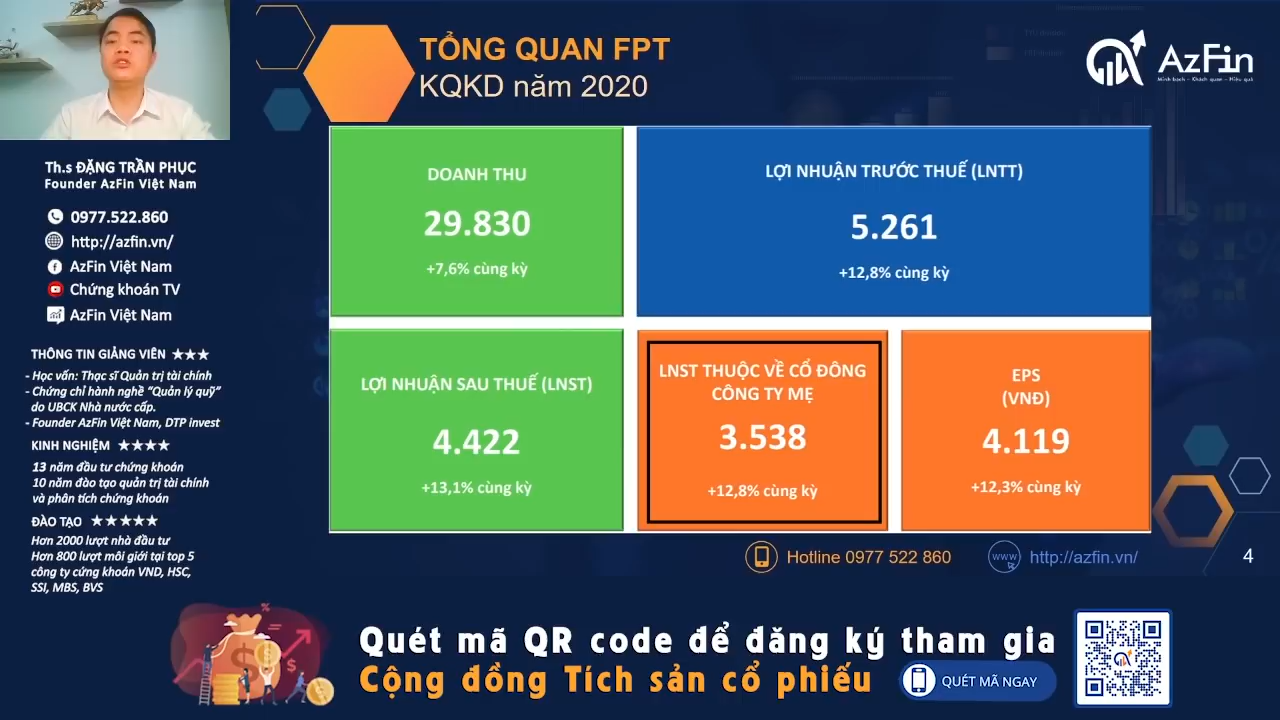 TỔNG QUAN FPT
KQKD năm 2020
AzFin
Minh bạch - Khách quan - Hiệu quả
Th.s ĐẶNG TRẦN PHỤC
Founder AzFin Việt Nam
0977.522.860
http://azfin.vn/
AzFin Việt Nam
Chứng khoán TV
AzFin Việt Nam
THÔNG TIN GIẢNG VIÊN ★★★
- Học vấn: Thạc sĩ Quản trị tài chính
- Chứng chỉ hành nghề "Quản lý quỹ"
do UBCK Nhà nước cấp.
- Founder AzFin Việt Nam, DTP invest
KINH NGHIỆM ★★★★
13 năm đầu tư chứng khoán
10 năm đào tạo quản trị tài chính
và phân tích chứng khoán
ĐÀO TẠO ★★★★★
Hơn 2000 lượt nhà đầu tư
Hơn 800 lượt môi giới tại top 5
công ty cứng khoán VND, HSC,
SSI, MBS, BVS
DOANH THU
29.830
+7,6% cùng kỳ
LỢI NHUẬN TRƯỚC THUẾ (LNTT)
5.261
+12,8% cùng kỳ
LỢI NHUẬN SAU THUẾ (LNST)
4.422
+13,1% cùng kỳ
LNST THUỘC VỀ CỔ ĐÔNG
CÔNG TY MẸ
3.538
+12,8% cùng kỳ
EPS
(VNĐ)
4.119
+12,3% cùng kỳ
Hotline 0977 522 860
www
http://azfin.vn/
4
Quét mã QR code để đăng ký tham gia
Cộng đồng Tích sản cổ phiếu
QUÉT MÃ NGAY